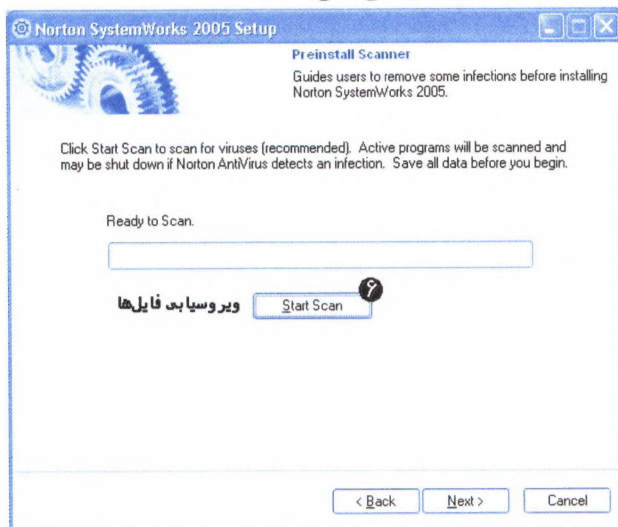 Norton SystemWorks 2005 Setup
Preinstall Scanner
Guides users to remove some infections before installing
Norton SystemWorks 2005.
Click Start Scan to scan for viruses (recommended). Active programs will be scanned and
may be shut down if Norton AntiVirus detects an infection. Save all data before you begin.
Ready to Scan.
ویروسیابی فایل‌ها
Start Scan
۶
< Back
Next >
Cancel